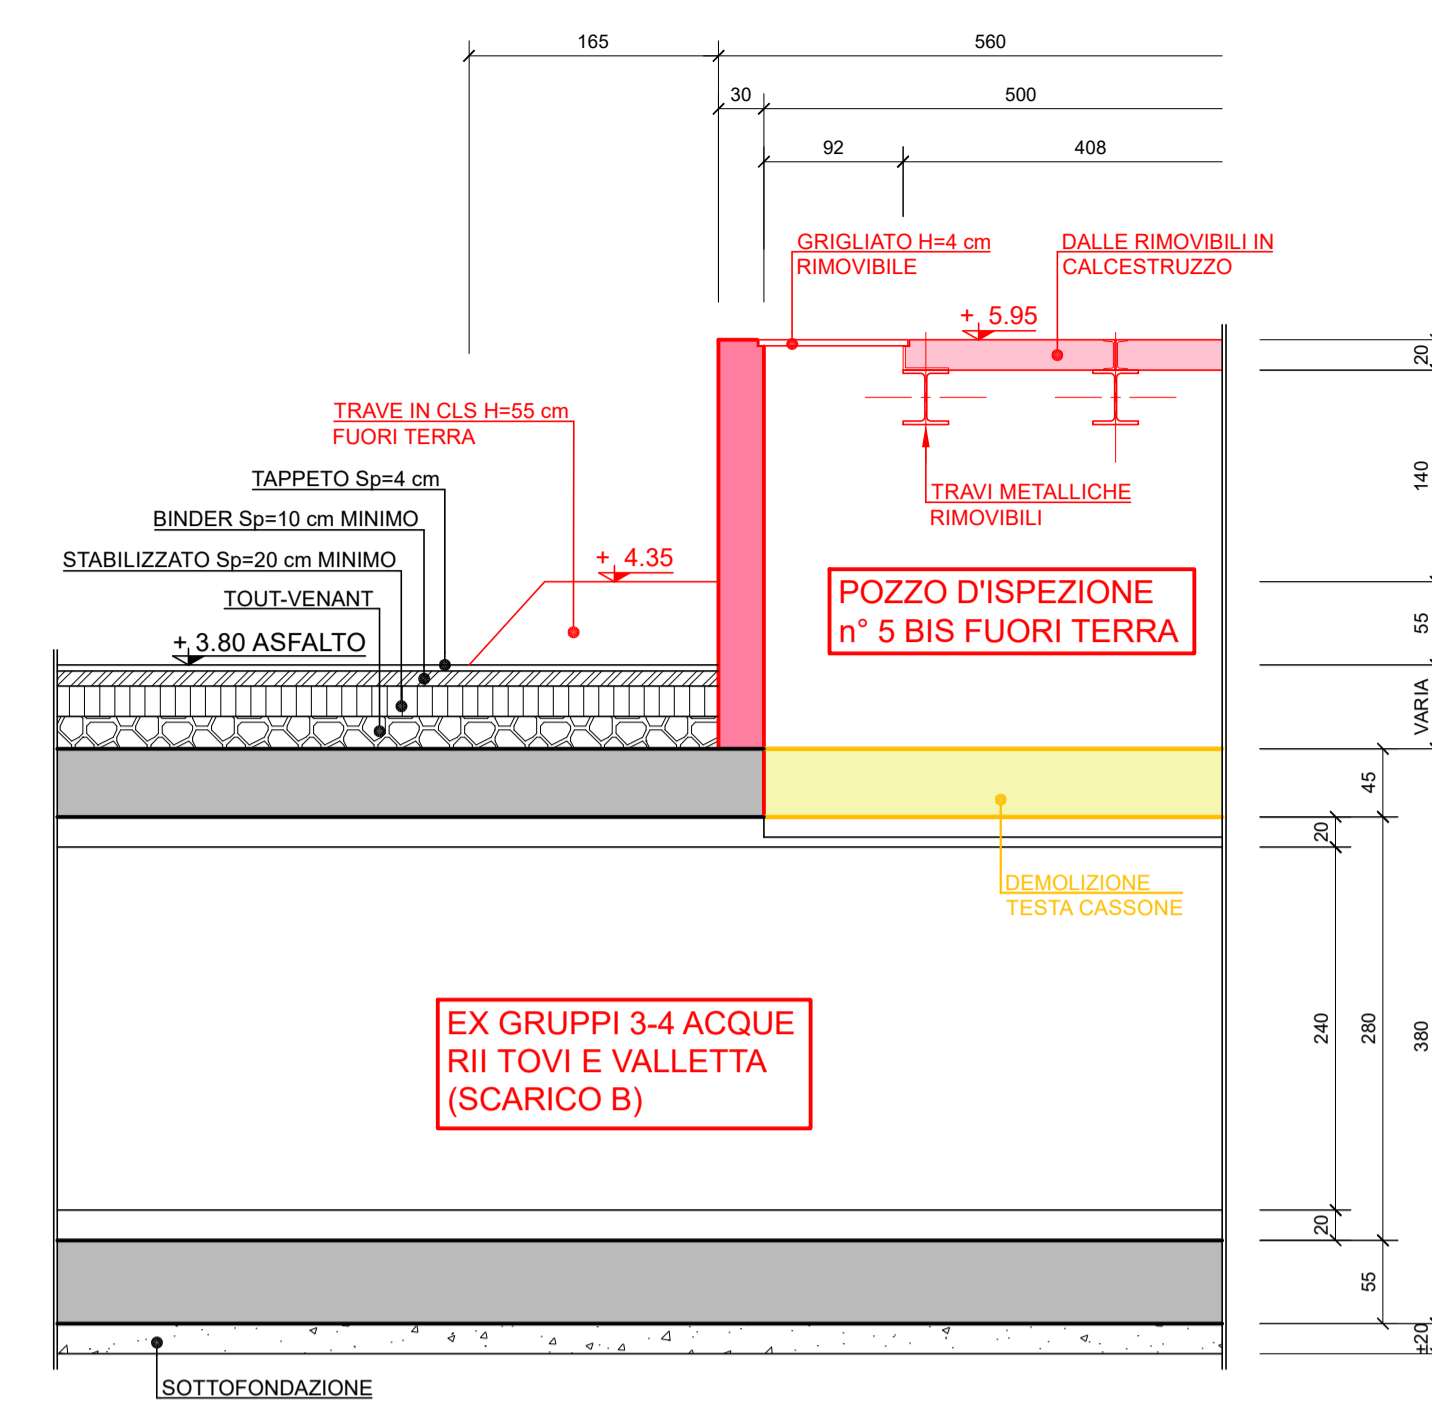 165
560
30
500
92
408
GRIGLIATO H=4 cm
RIMOVIBILE
DALLE RIMOVIBILI IN
CALCESTRUZZO
+ 5.95
20
TRAVE IN CLS H=55 cm
FUORI TERRA
TAPPETO Sp=4 cm
140
TRAVI METALLICHE
RIMOVIBILI
BINDER Sp=10 cm MINIMO
STABILIZZATO Sp=20 cm MINIMO
+ 4.35
TOUT-VENANT
POZZO D'ISPEZIONE
n° 5 BIS FUORI TERRA
55
+ 3.80 ASFALTO
VARIA
45
20
DEMOLIZIONE
TESTA CASSONE
EX GRUPPI 3-4 ACQUE
RII TOVI E VALLETTA
(SCARICO B)
240
280
380
20
55
±20
SOTTOFONDAZIONE